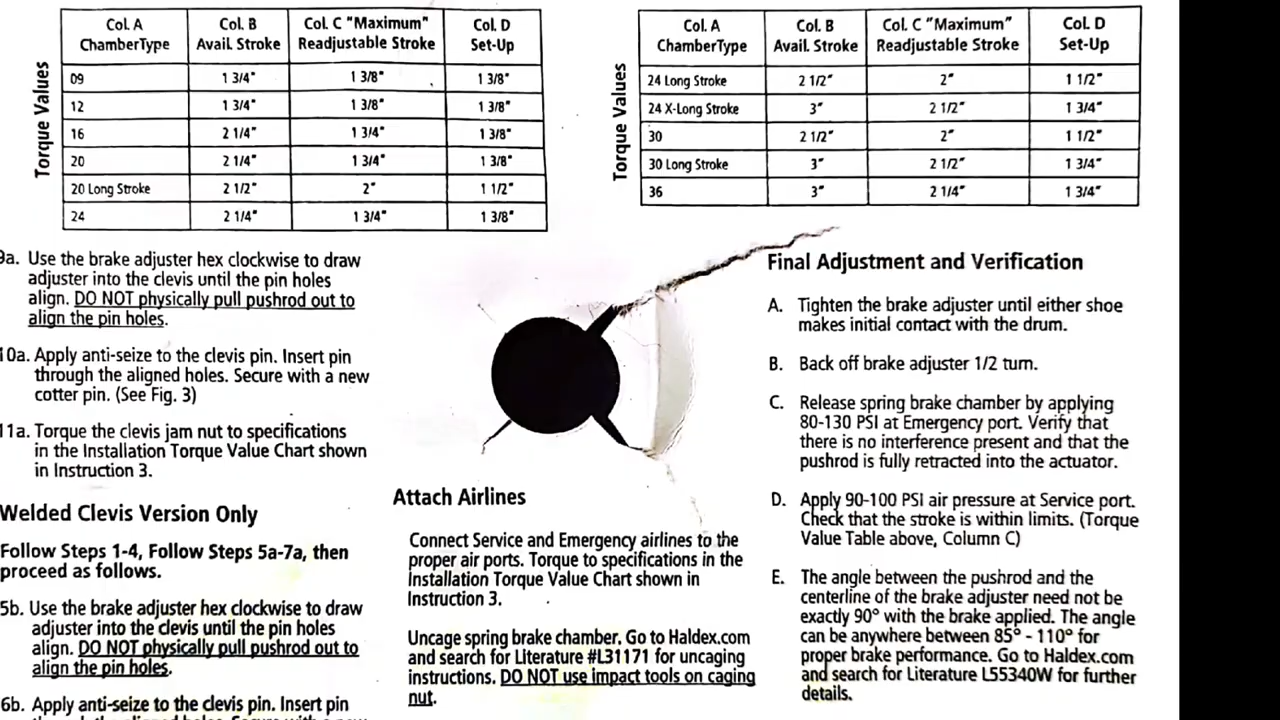 Torque Values
Col. A Col. B Col. C "Maximum" Col. D
ChamberType Avail. Stroke Readjustable Stroke Set-Up
09 1 3/4" 1 3/8" 1 3/8"
12 1 3/4" 1 3/8" 1 3/8"
16 2 1/4" 1 3/4" 1 3/8"
20 2 1/4" 1 3/4" 1 3/8"
20 Long Stroke 2 1/2" 2" 1 1/2"
24 2 1/4" 1 3/4" 1 3/8"
Torque Values
Col. A Col. B Col. C "Maximum" Col. D
ChamberType Avail. Stroke Readjustable Stroke Set-Up
24 Long Stroke 2 1/2" 2" 1 1/2"
24 X-Long Stroke 3" 2 1/2" 1 3/4"
30 2 1/2" 2" 1 1/2"
30 Long Stroke 3" 2 1/2" 1 3/4"
36 3" 2 1/4" 1 3/4"
9a. Use the brake adjuster hex clockwise to draw
adjuster into the clevis until the pin holes
align. DO NOT physically pull pushrod out to
align the pin holes.
10a. Apply anti-seize to the clevis pin. Insert pin
through the aligned holes. Secure with a new
cotter pin. (See Fig. 3)
11a. Torque the clevis jam nut to specifications
in the Installation Torque Value Chart shown
in Instruction 3.
Welded Clevis Version Only
Follow Steps 1-4, Follow Steps 5a-7a, then
proceed as follows.
5b. Use the brake adjuster hex clockwise to draw
adjuster into the clevis until the pin holes
align. DO NOT physically pull pushrod out to
align the pin holes.
6b. Apply anti-seize to the clevis pin. Insert pin
Attach Airlines
Connect Service and Emergency airlines to the
proper air ports. Torque to specifications in the
Installation Torque Value Chart shown in
Instruction 3.
Uncage spring brake chamber. Go to Haldex.com
and search for Literature #L31171 for uncaging
instructions. DO NOT use impact tools on caging
nut.
Final Adjustment and Verification
A. Tighten the brake adjuster until either shoe
makes initial contact with the drum.
B. Back off brake adjuster 1/2 turn.
C. Release spring brake chamber by applying
80-130 PSI at Emergency port. Verify that
there is no interference present and that the
pushrod is fully retracted into the actuator.
D. Apply 90-100 PSI air pressure at Service port.
Check that the stroke is within limits. (Torque
Value Table above, Column C)
E. The angle between the pushrod and the
centerline of the brake adjuster need not be
exactly 90° with the brake applied. The angle
can be anywhere between 85° - 110° for
proper brake performance. Go to Haldex.com
and search for Literature L55340W for further
details.